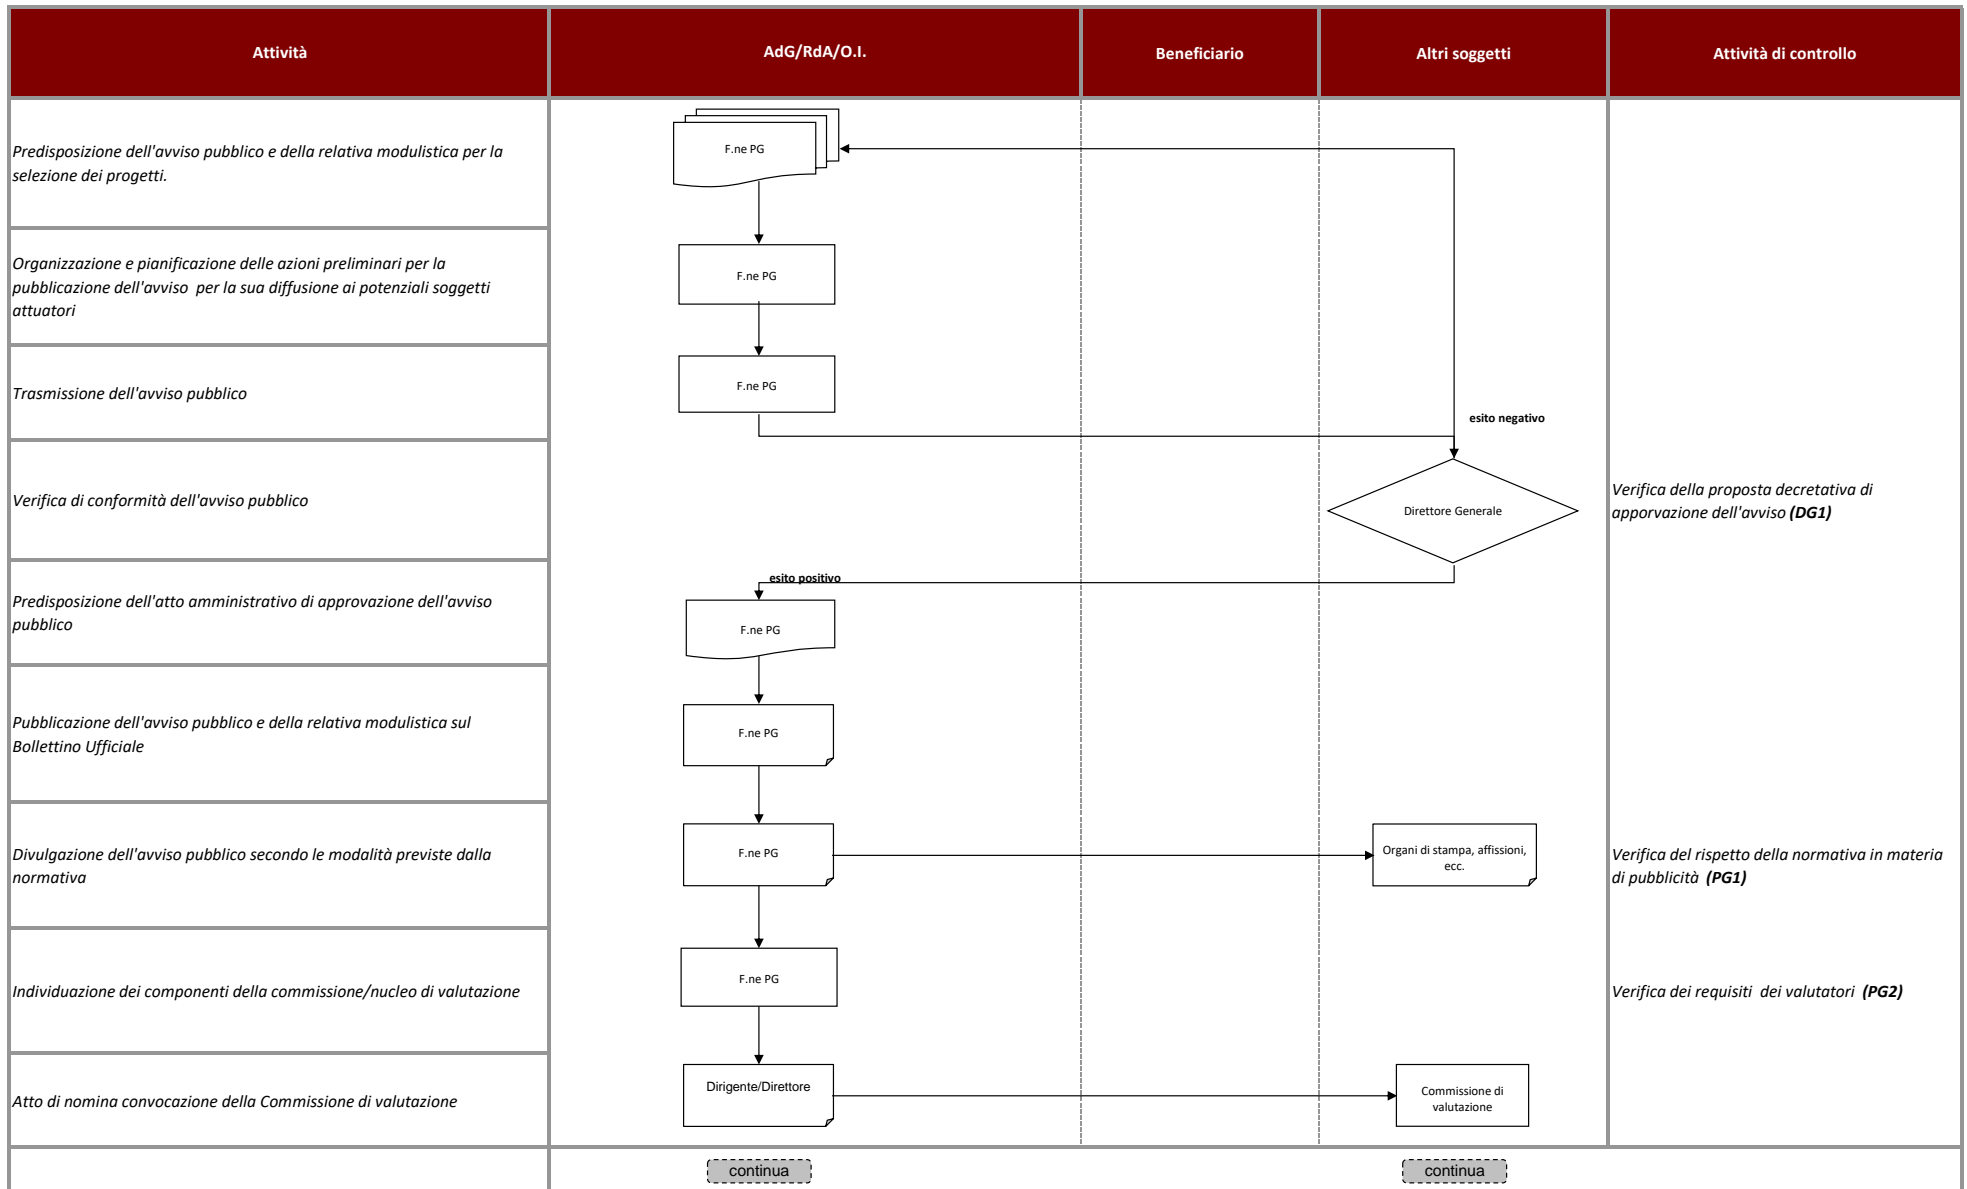 Attività
AdG/RdA/O.I.
Beneficiario
Altri soggetti
Attività di controllo
Predisposizione dell'avviso pubblico e della relativa modulistica per la
selezione dei progetti.
F.ne PG
Organizzazione e pianificazione delle azioni preliminari per la
pubblicazione dell'avviso per la sua diffusione ai potenziali soggetti
attuatori
F.ne PG
Trasmissione dell'avviso pubblico
F.ne PG
esito negativo
Verifica di conformità dell'avviso pubblico
Direttore Generale
Verifica della proposta decretativa di
apporvazione dell'avviso (DG1)
esito positivo
Predisposizione dell'atto amministrativo di approvazione dell'avviso
pubblico
F.ne PG
Pubblicazione dell'avviso pubblico e della relativa modulistica sul
Bollettino Ufficiale
F.ne PG
Divulgazione dell'avviso pubblico secondo le modalità previste dalla
normativa
F.ne PG
Organi di stampa, affissioni,
ecc.
Verifica del rispetto della normativa in materia
di pubblicità (PG1)
Individuazione dei componenti della commissione/nucleo di valutazione
F.ne PG
Verifica dei requisiti dei valutatori (PG2)
Atto di nomina convocazione della Commissione di valutazione
Dirigente/Direttore
Commissione di
valutazione
continua
continua